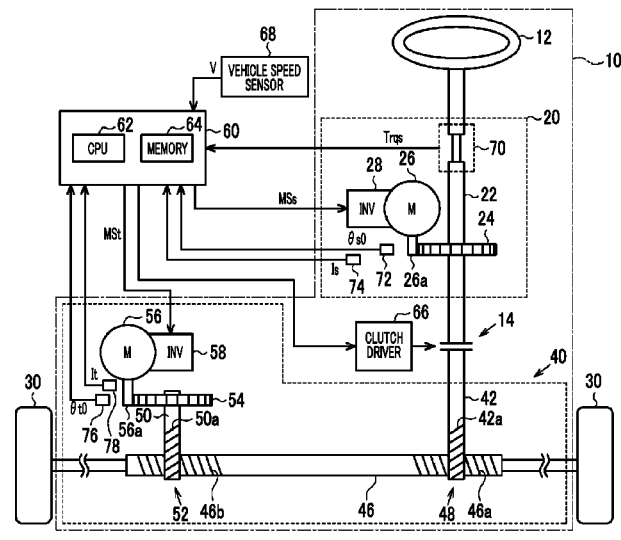 68
12
10
V
VEHICLE SPEED
SENSOR
62
64
60
20
CPU
MEMORY
Trqs
70
28
26
22
MSs
INV
M
24
MSt
θs0
Is
72
26a
74
56
66
14
M
INV
58
CLUTCH
DRIVER
40
30
It
θt0
50
54
42
30
76
78
56a
50a
42a
52
46b
46
48
46a